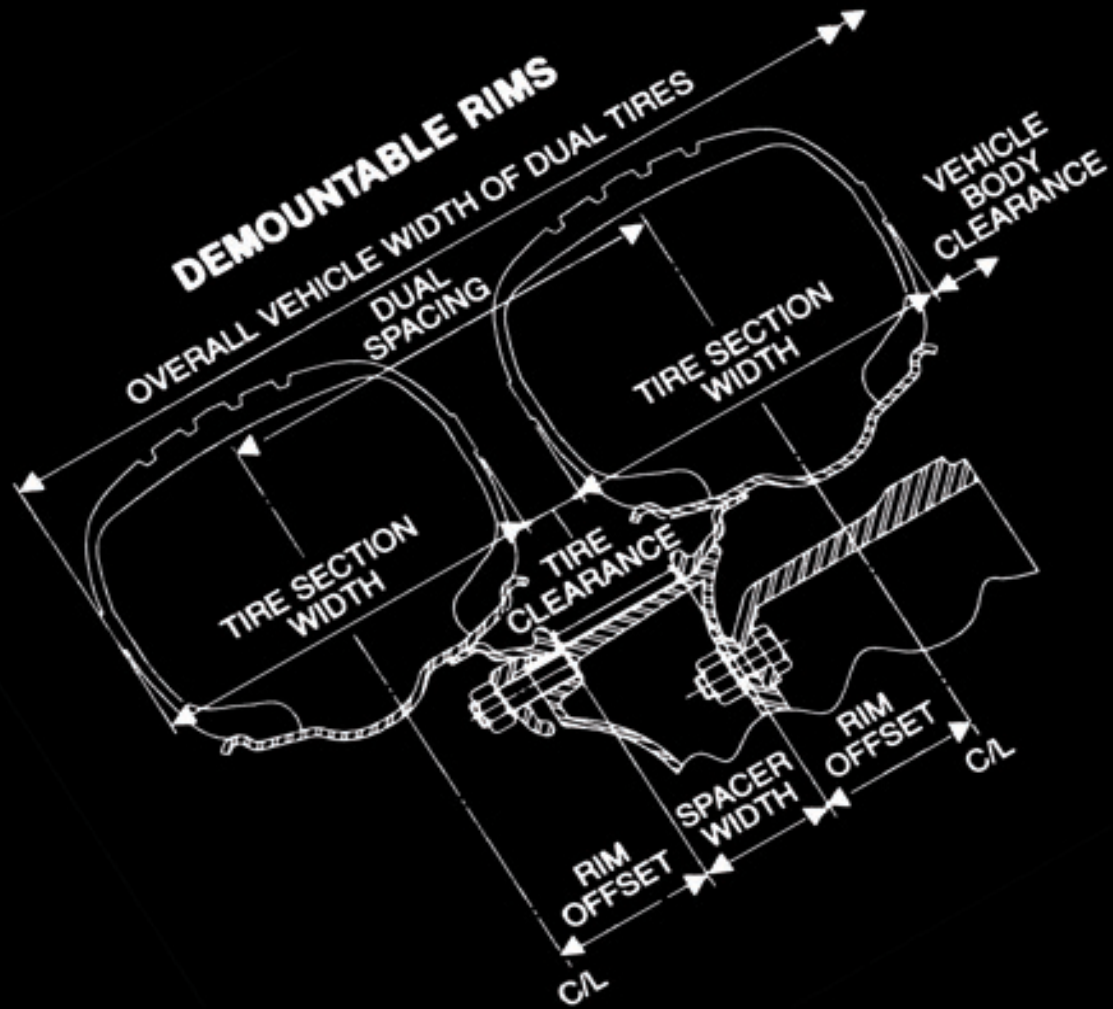 DEMOUNTABLE RIMS
OVERALL VEHICLE WIDTH OF DUAL TIRES
DUAL
SPACING
VEHICLE
BODY
CLEARANCE
TIRE SECTION
WIDTH
TIRE SECTION
WIDTH
TIRE
CLEARANCE
RIM
OFFSET
SPACER
WIDTH
RIM
OFFSET
C/L
C/L